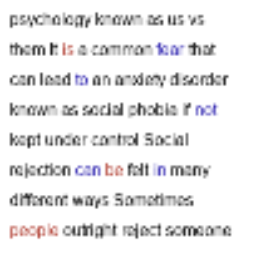 psychology known as us vs
them It is a common fear that
can lead to an anxiety disorder
known as social phobia if not
kept under control Social
rejection can be felt in many
different ways Sometimes
people outright reject someone